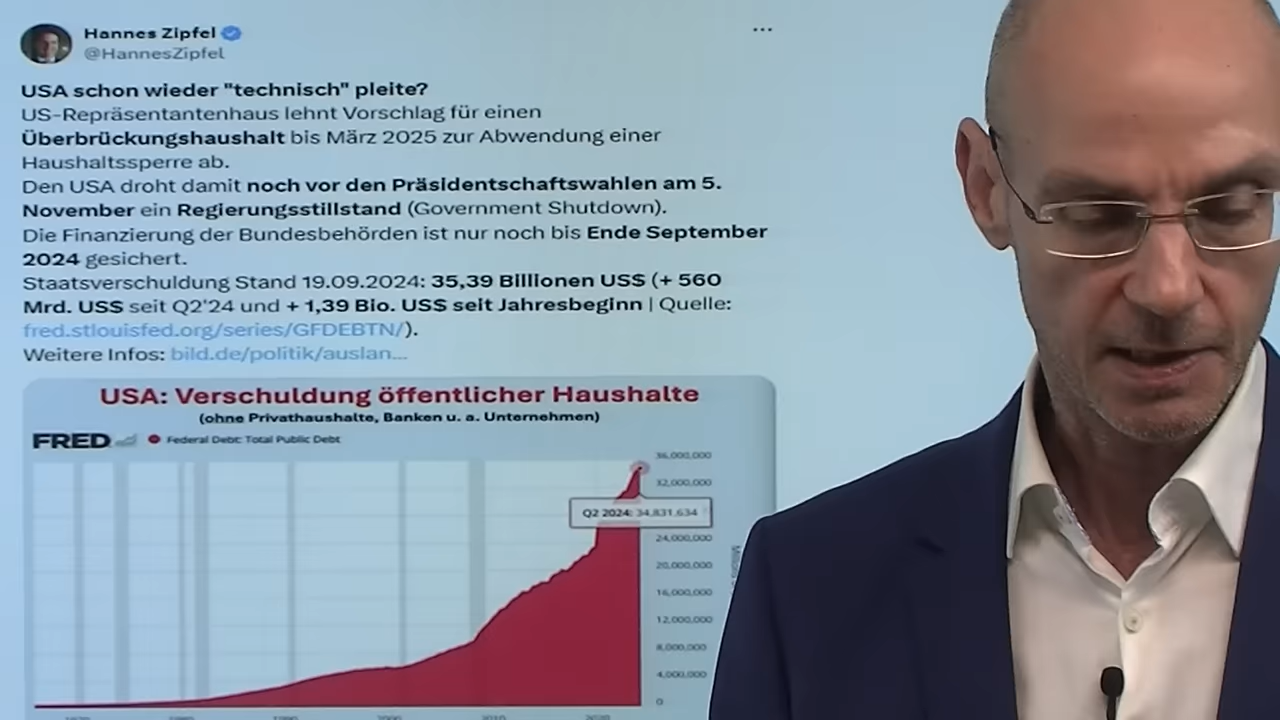 Hannes Zipfel
@HannesZipfel
...
USA schon wieder "technisch" pleite?
US-Repräsentantenhaus lehnt Vorschlag für einen
Überbrückungshaushalt bis März 2025 zur Abwendung einer
Haushaltssperre ab.
Den USA droht damit noch vor den Präsidentschaftswahlen am 5.
November ein Regierungsstillstand (Government Shutdown).
Die Finanzierung der Bundesbehörden ist nur noch bis Ende September
2024 gesichert.
Staatsverschuldung Stand 19.09.2024: 35,39 Billlionen US$ (+ 560
Mrd. US$ seit Q2'24 und + 1,39 Bio. US$ seit Jahresbeginn | Quelle:
fred.stlouisfed.org/series/GFDEBTN/).
Weitere Infos: bild.de/politik/auslan...
USA: Verschuldung öffentlicher Haushalte
(ohne Privathaushalte, Banken u. a. Unternehmen)
FRED
Federal Debt: Total Public Debt
36,000,000
32,000,000
Q2 2024: 34,831,634
24,000,000
20,000,000
16,000,000
12,000,000
8,000,000
4,000,000
0